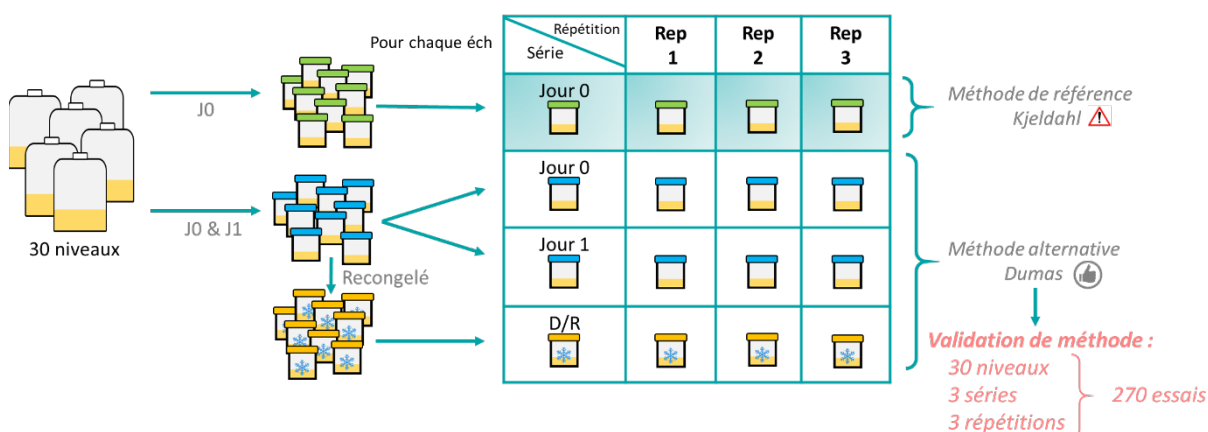 30 niveaux
J0
J0 & J1
Recongelé
Pour chaque éch
Répétition
Série
Rep
1
Rep
2
Rep
3
Jour 0
Jour 0
Jour 1
D/R
Méthode de référence
Kjeldahl
Méthode alternative
Dumas
Validation de méthode :
30 niveaux
3 séries
3 répétitions
270 essais